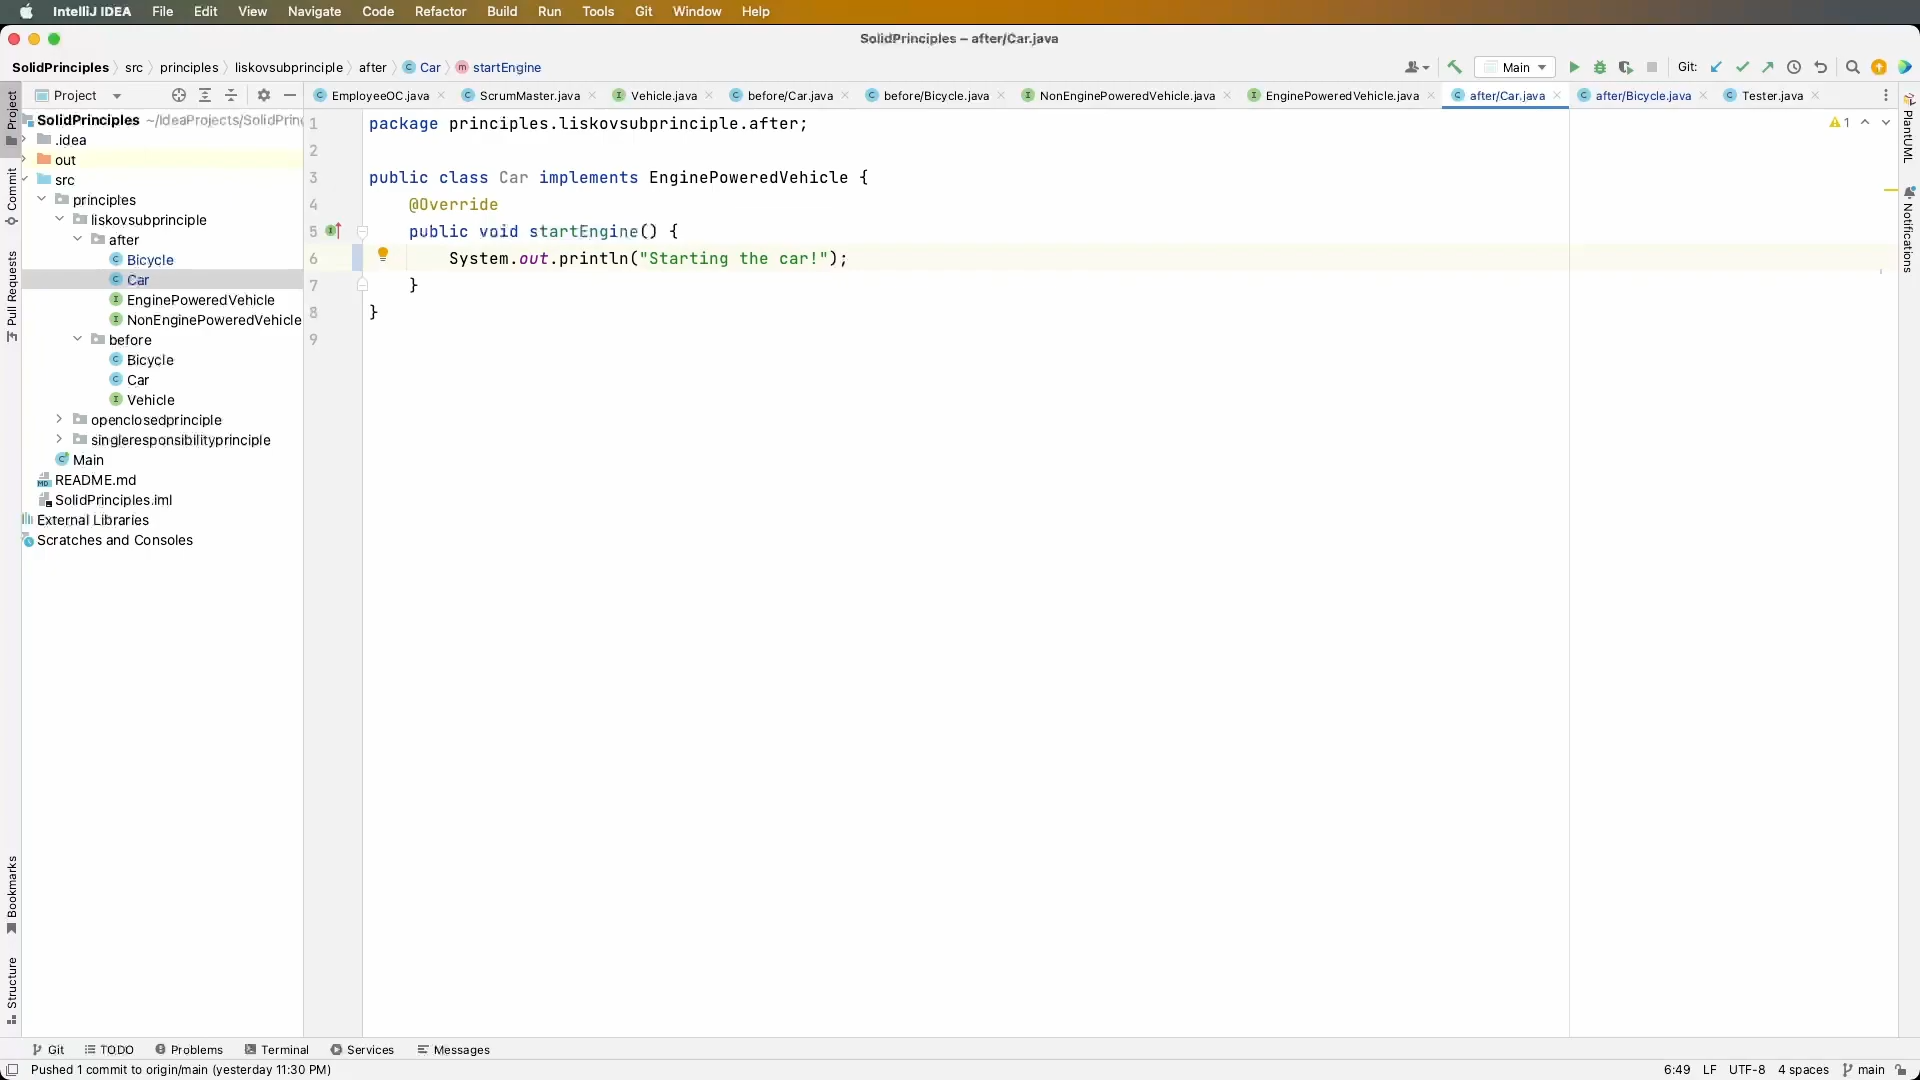 IntelliJ IDEA File Edit View Navigate Code Refactor Build Run Tools Git Window Help
SolidPrinciples – after/Car.java
SolidPrinciples src principles liskovsubprinciple after Car startEngine
Main Git:
Project
EmployeeOC.java ScrumMaster.java Vehicle.java before/Car.java before/Bicycle.java NonEnginePoweredVehicle.java EnginePoweredVehicle.java after/Car.java after/Bicycle.java Tester.java
SolidPrinciples ~/IdeaProjects/SolidPrin
.idea
out
src
principles
liskovsubprinciple
after
Bicycle
Car
EnginePoweredVehicle
NonEnginePoweredVehicle
before
Bicycle
Car
Vehicle
openclosedprinciple
singleresponsibilityprinciple
Main
README.md
SolidPrinciples.iml
External Libraries
Scratches and Consoles
1 package principles.liskovsubprinciple.after;
2
3 public class Car implements EnginePoweredVehicle {
4 @Override
5 public void startEngine() {
6 System.out.println("Starting the car!");
7 }
8 }
9
1
Project
Commit
Pull Requests
Bookmarks
Structure
PlantUML
Notifications
Git TODO Problems Terminal Services Messages
Pushed 1 commit to origin/main (yesterday 11:30 PM)
6:49 LF UTF-8 4 spaces main